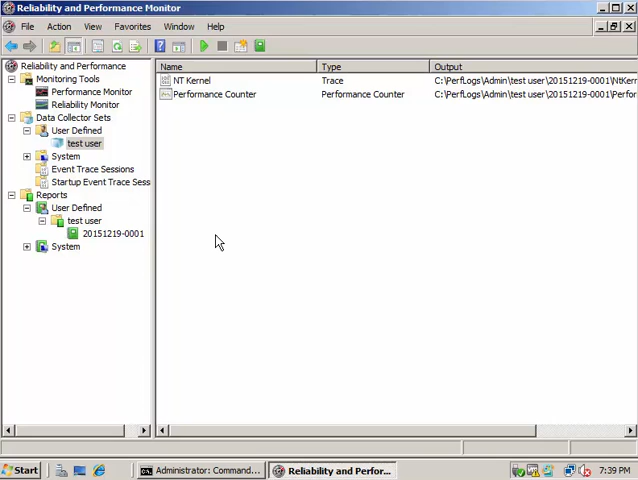 Reliability and Performance Monitor
File Action View Favorites Window Help
Reliability and Performance
Monitoring Tools
Performance Monitor
Reliability Monitor
Data Collector Sets
User Defined
test user
System
Event Trace Sessions
Startup Event Trace Sess
Reports
User Defined
test user
20151219-0001
System
Name Type Output
NT Kernel Trace C:\PerfLogs\Admin\test user\20151219-0001\NtKern
Performance Counter Performance Counter C:\PerfLogs\Admin\test user\20151219-0001\Perfor
Start Administrator: Command... Reliability and Perfor... 7:39 PM